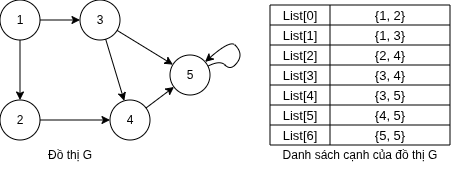 1
3
5
2
4
Đồ thị G
List[0] {1, 2}
List[1] {1, 3}
List[2] {2, 4}
List[3] {3, 4}
List[4] {3, 5}
List[5] {4, 5}
List[6] {5, 5}
Danh sách cạnh của đồ thị G